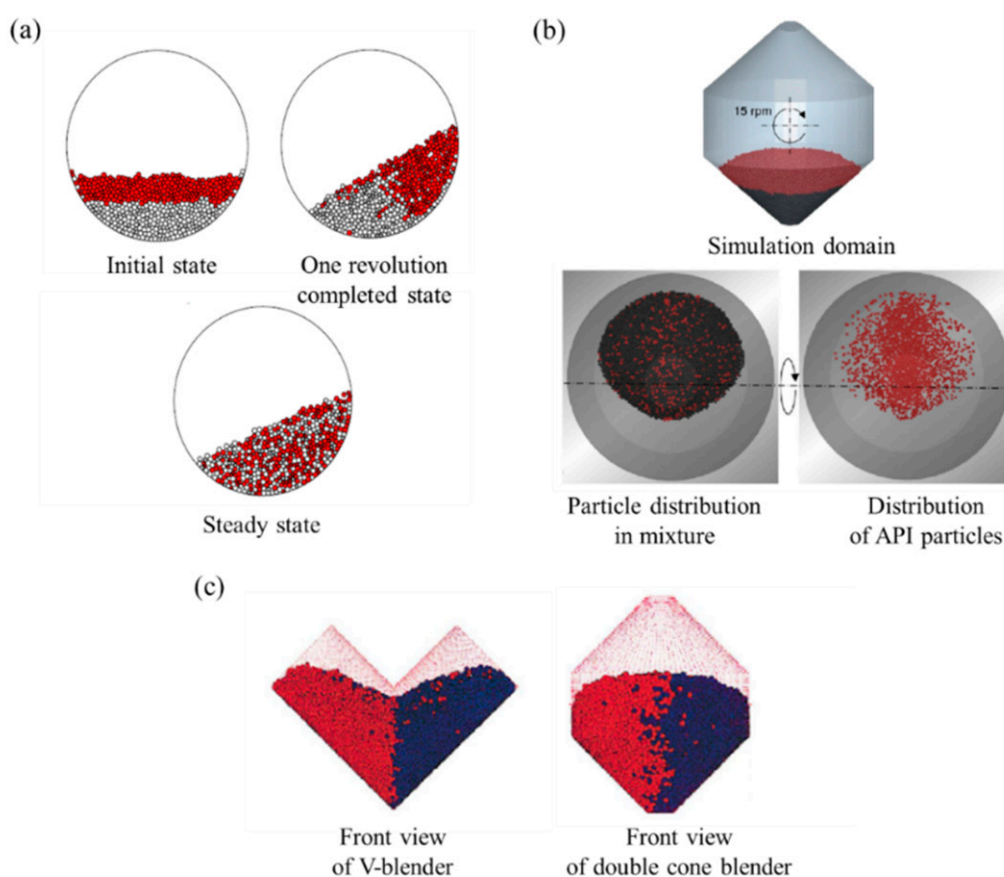 (a)
Initial state
One revolution
completed state
Steady state
(b)
15 rpm
Simulation domain
Particle distribution
in mixture
Distribution
of API particles
(c)
Front view
of V-blender
Front view
of double cone blender